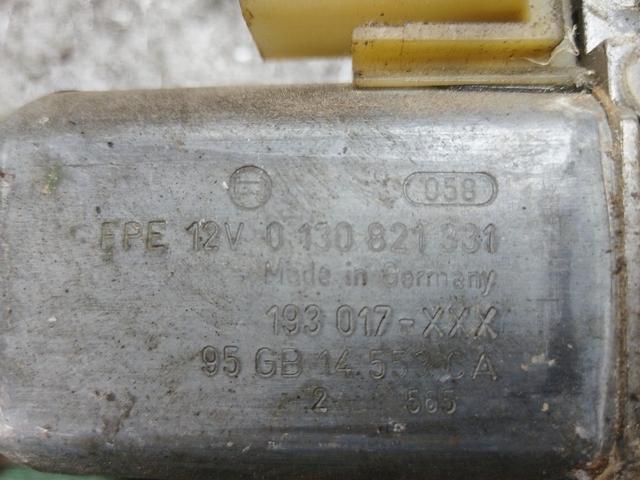 058
EPE 12V 0 130 821 331
Made in Germany
193 017-XXX
95 GB 14 553 CA
2 565